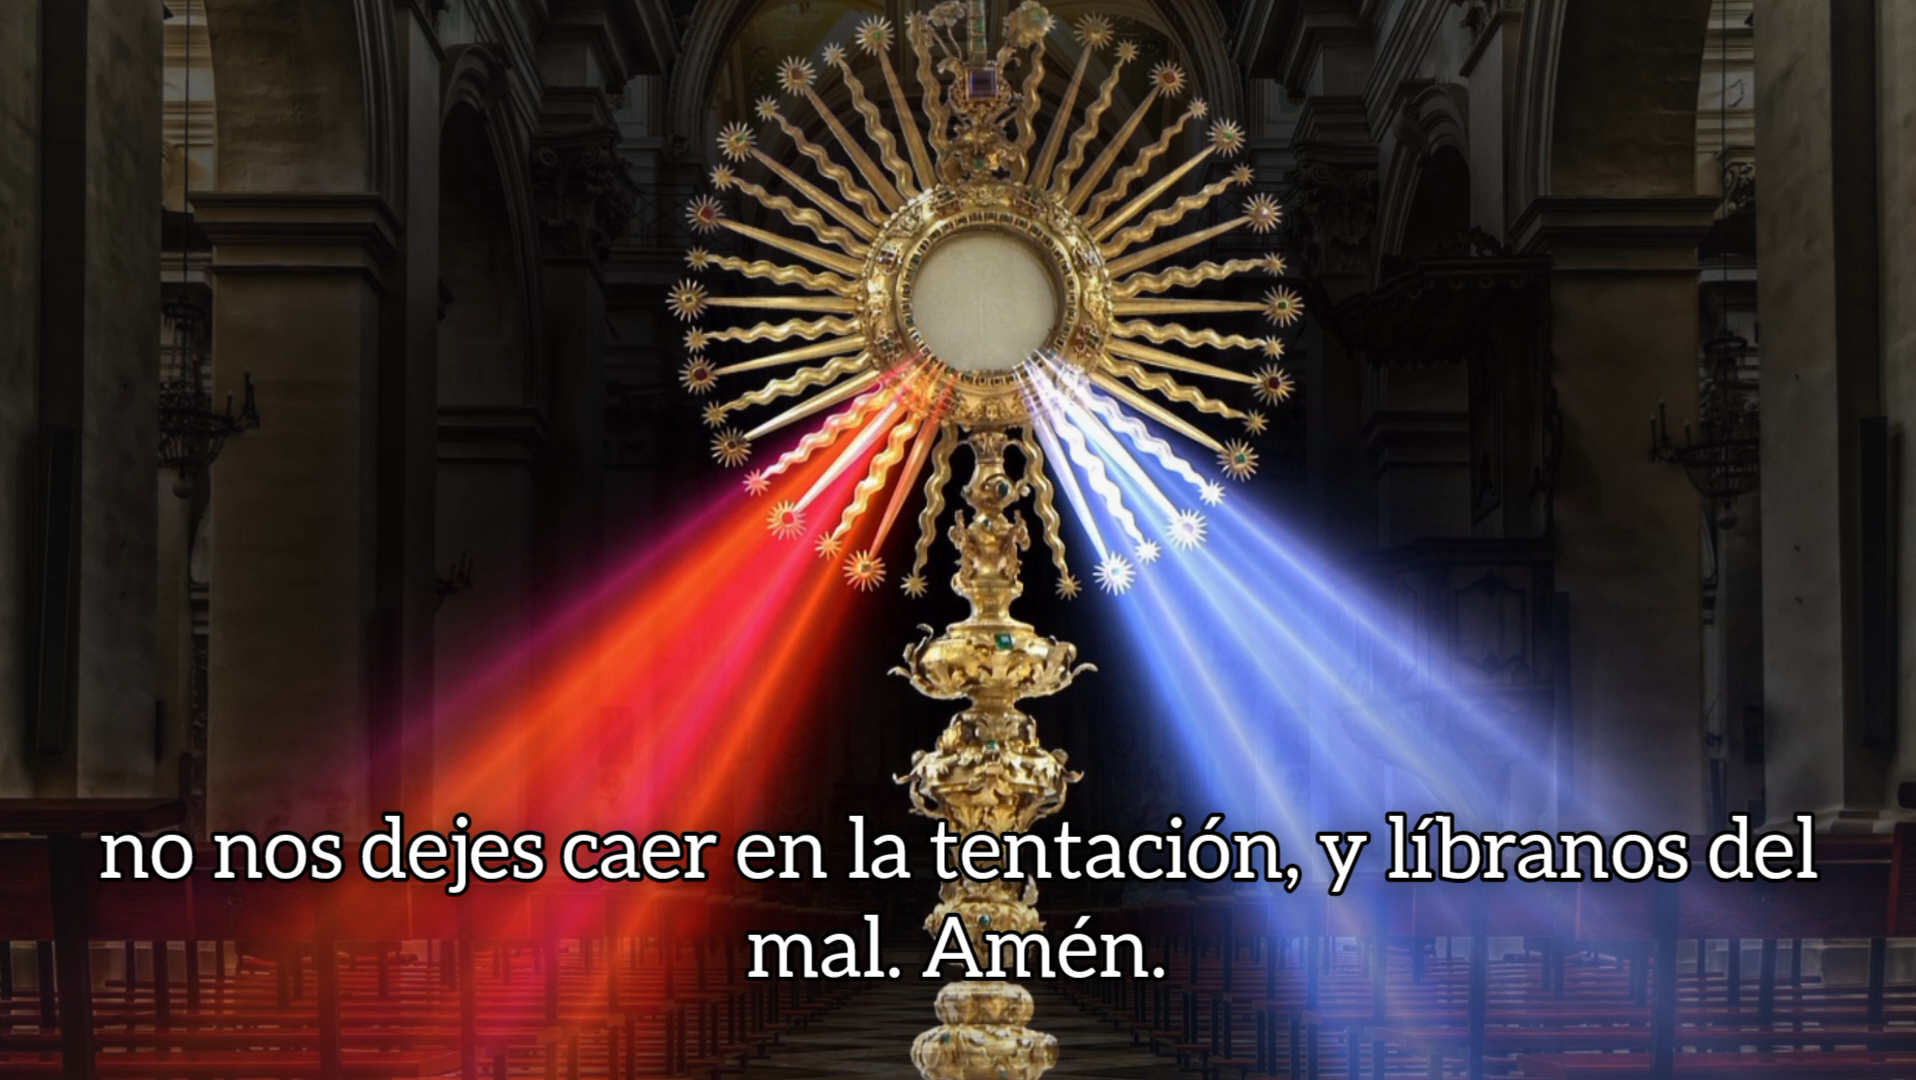 no nos dejes caer en la tentación, y líbranos del
mal. Amén.